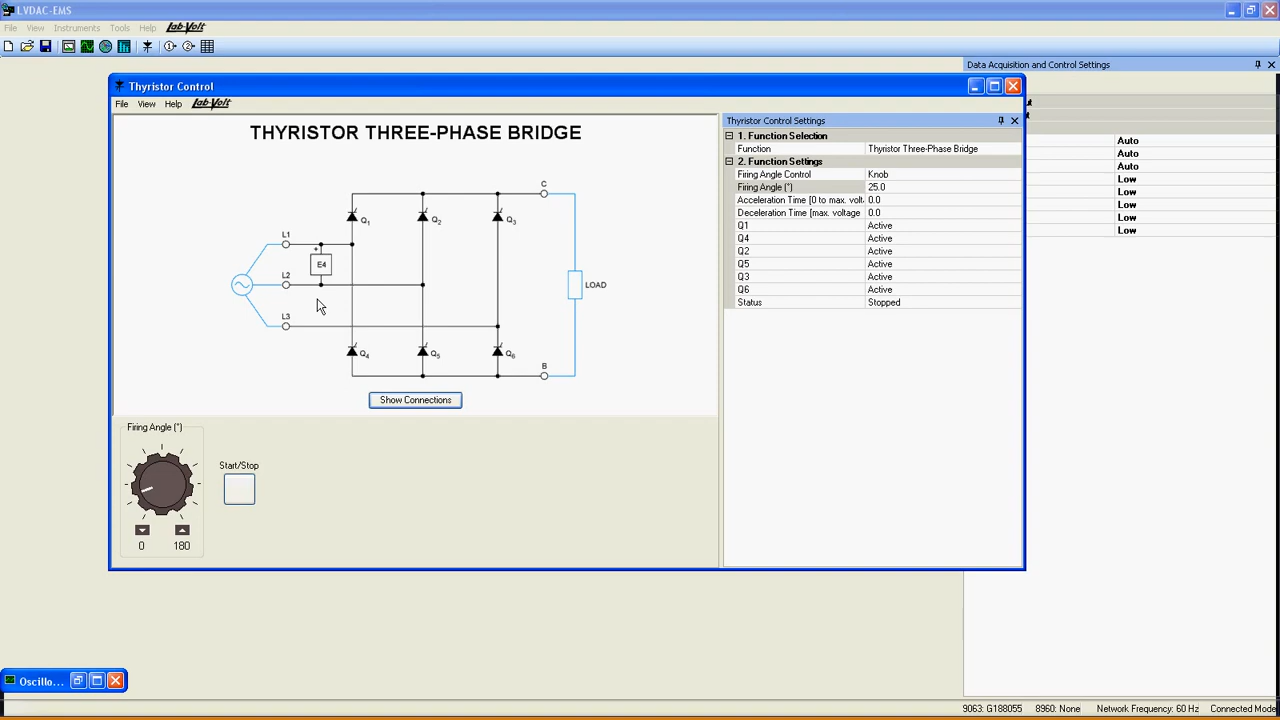 LVDAC-EMS
File View Instruments Tools Help Lab-Volt
Data Acquisition and Control Settings
Thyristor Control
File View Help Lab-Volt
THYRISTOR THREE-PHASE BRIDGE
C
Q1 Q2 Q3
L1
E4
L2
LOAD
L3
Q4 Q5 Q6
B
Show Connections
Firing Angle (°)
0 180
Start/Stop
Thyristor Control Settings
1. Function Selection
Function Thyristor Three-Phase Bridge
2. Function Settings
Firing Angle Control Knob
Firing Angle (°) 25.0
Acceleration Time [0 to max. volt 0.0
Deceleration Time [max. voltage 0.0
Q1 Active
Q4 Active
Q2 Active
Q5 Active
Q3 Active
Q6 Active
Status Stopped
Auto
Auto
Auto
Low
Low
Low
Low
Low
Oscillo...
9063: G188055 8960: None Network Frequency: 60 Hz Connected Mode